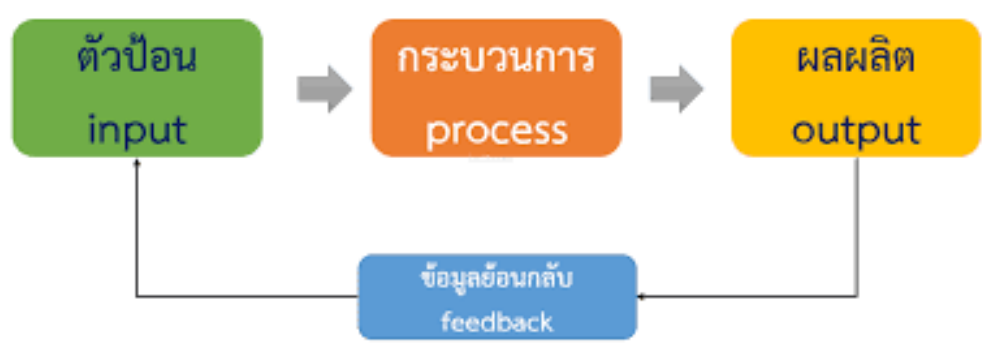 ตัวป้อน
input
กระบวนการ
process
ผลผลิต
output
ข้อมูลย้อนกลับ
feedback